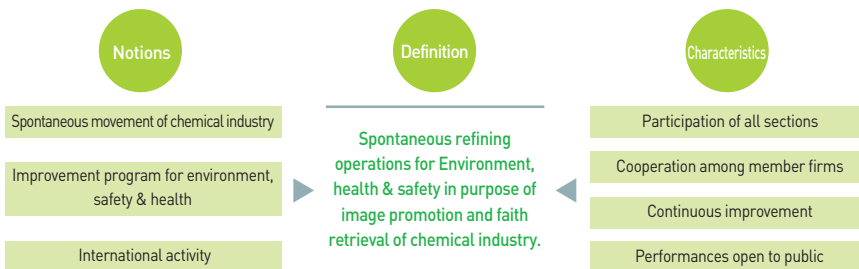 Notions
Spontaneous movement of chemical industry
Improvement program for environment,
safety & health
International activity
Definition
Spontaneous refining
operations for Environment,
health & safety in purpose of
image promotion and faith
retrieval of chemical industry.
Characteristics
Participation of all sections
Cooperation among member firms
Continuous improvement
Performances open to public